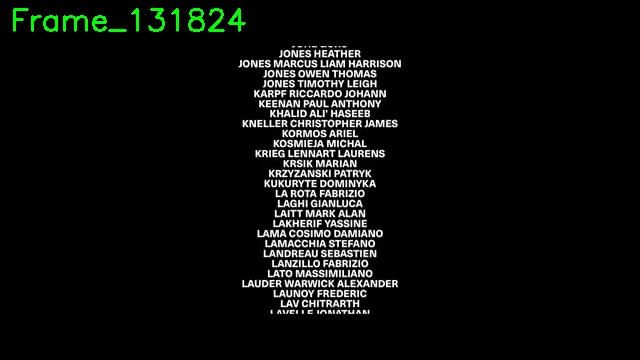 Frame_131824
JONES HEATHER
JONES MARCUS LIAM HARRISON
JONES OWEN THOMAS
JONES TIMOTHY LEIGH
KARPF RICCARDO JOHANN
KEENAN PAUL ANTHONY
KHALID ALI' HASEEB
KNELLER CHRISTOPHER JAMES
KORMOS ARIEL
KOSMIEJA MICHAL
KRIEG LENNART LAURENS
KRSIK MARIAN
KRZYZANSKI PATRYK
KUKURYTE DOMINYKA
LA ROTA FABRIZIO
LAGHI GIANLUCA
LAITT MARK ALAN
LAKHERIF YASSINE
LAMA COSIMO DAMIANO
LAMACCHIA STEFANO
LANDREAU SEBASTIEN
LANZILLO FABRIZIO
LATO MASSIMILIANO
LAUDER WARWICK ALEXANDER
LAUNOY FREDERIC
LAV CHITRARTH
LAVELLE JONATHAN